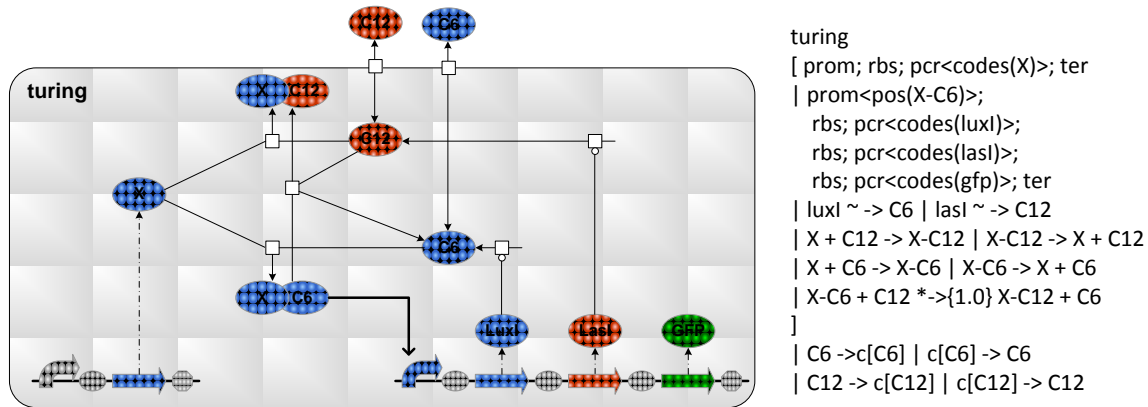 C12
C6
turing
X C12
C12
X
C6
X C6
LuxI
LasI
GFP
turing
[ prom; rbs; pcr<codes(X)>; ter
| prom<pos(X-C6)>;
rbs; pcr<codes(luxI)>;
rbs; pcr<codes(lasI)>;
rbs; pcr<codes(gfp)>; ter
| luxI ~ -> C6 | lasI ~ -> C12
| X + C12 -> X-C12 | X-C12 -> X + C12
| X + C6 -> X-C6 | X-C6 -> X + C6
| X-C6 + C12 *->{1.0} X-C12 + C6
]
| C6 ->c[C6] | c[C6] -> C6
| C12 -> c[C12] | c[C12] -> C12